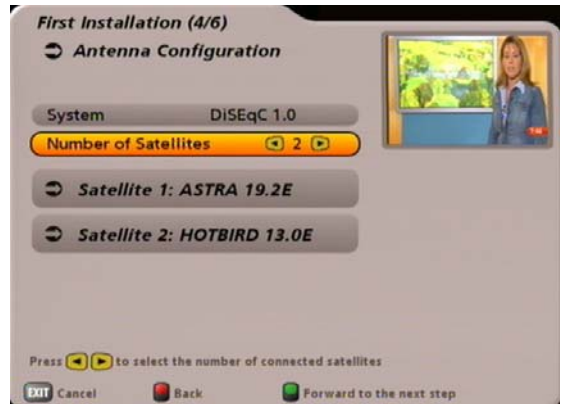 First Installation (4/6)
Antenna Configuration
System DiSEqC 1.0
Number of Satellites 2
Satellite 1: ASTRA 19.2E
Satellite 2: HOTBIRD 13.0E
Press to select the number of connected satellites
EXIT Cancel Back Forward to the next step